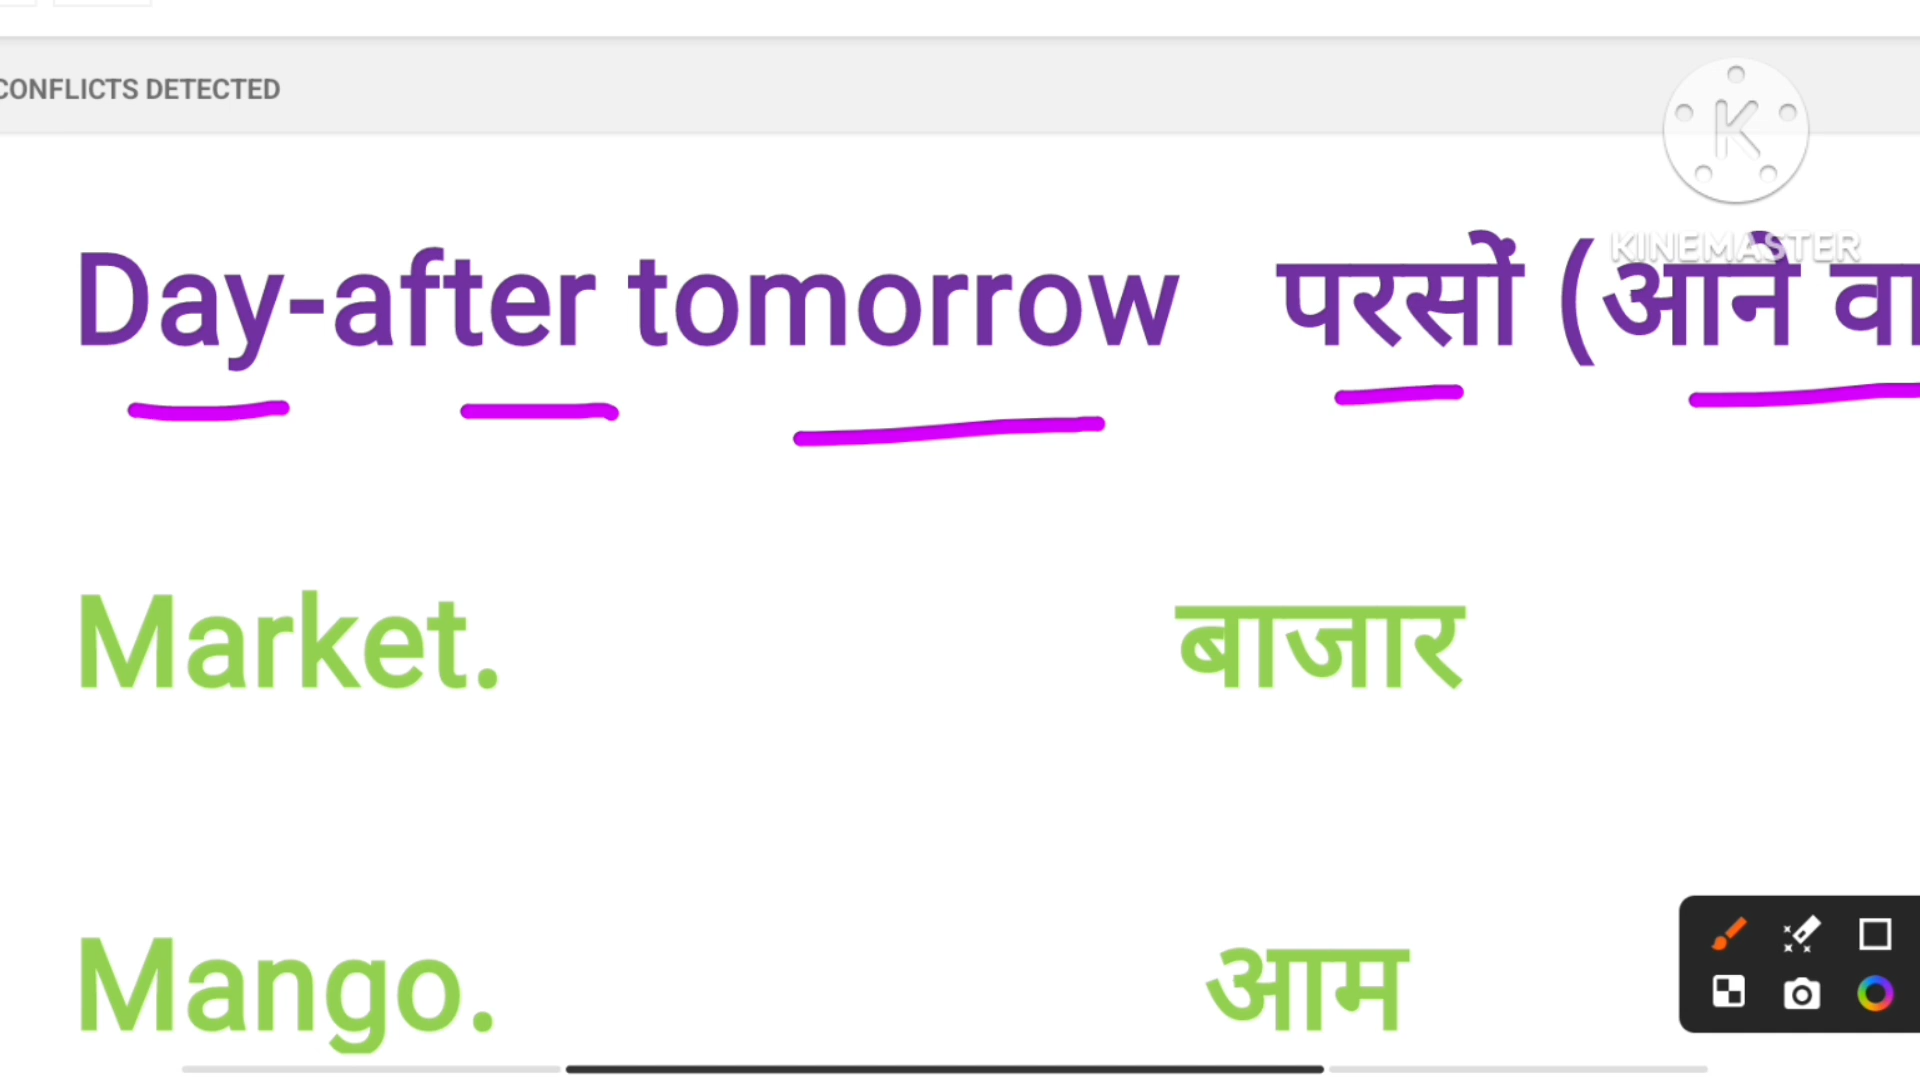 CONFLICTS DETECTED
K
KINEMASTER
Day-after tomorrow परसों (आने वा
Market. बाजार
Mango. आम